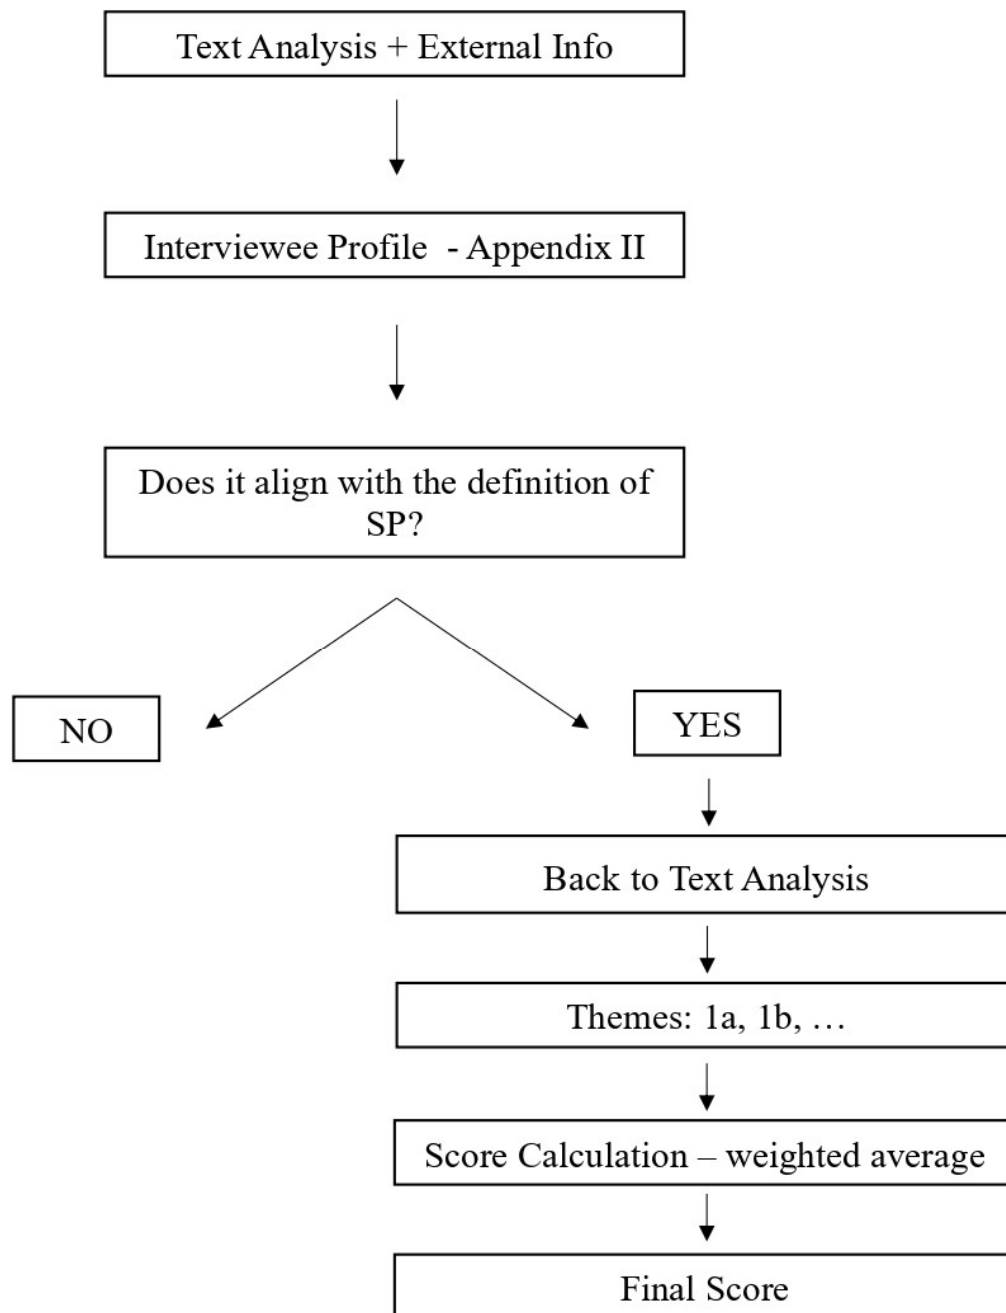 Text Analysis + External Info
Interviewee Profile - Appendix II
Does it align with the definition of
SP?
NO
YES
Back to Text Analysis
Themes: 1a, 1b, …
Score Calculation – weighted average
Final Score